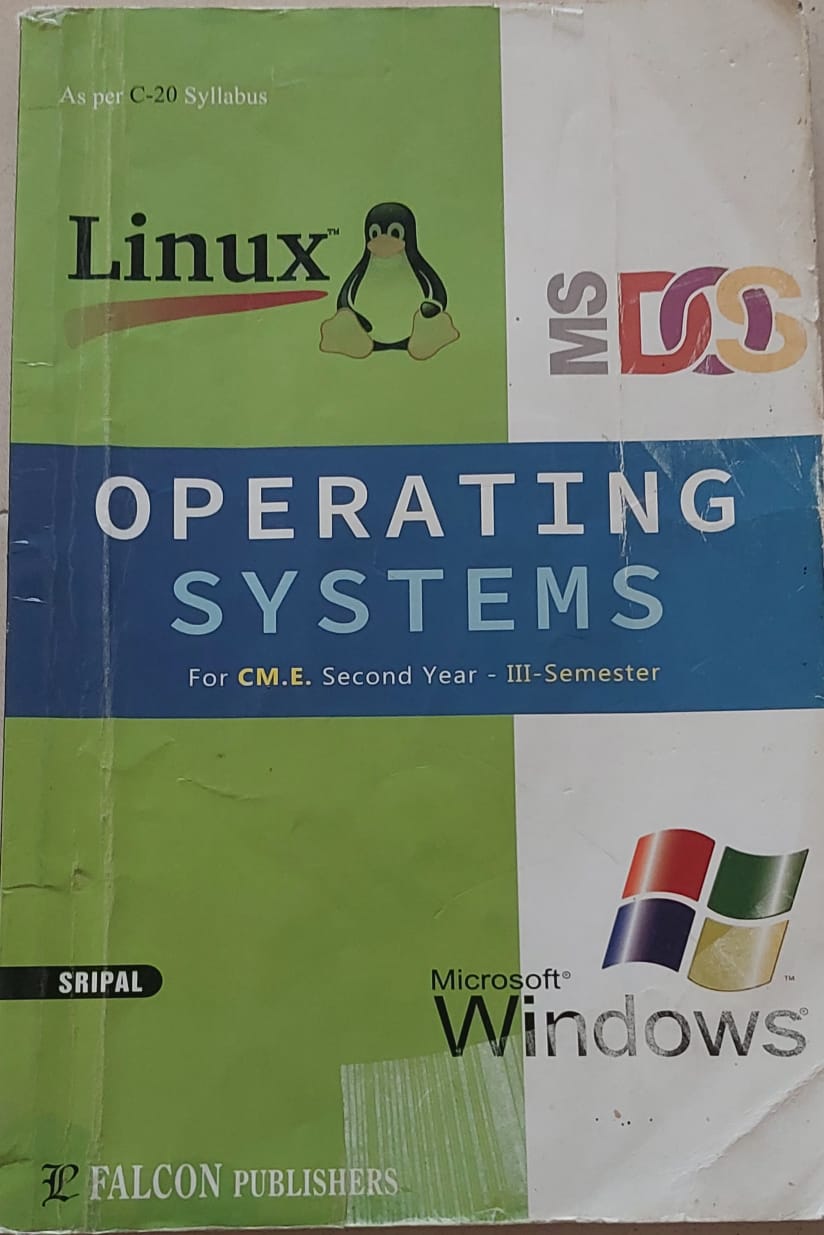 As per C-20 Syllabus
Linux™
MS DOS
OPERATING
SYSTEMS
For CM.E. Second Year - III-Semester
SRIPAL
Microsoft®
Windows®
™
FALCON PUBLISHERS